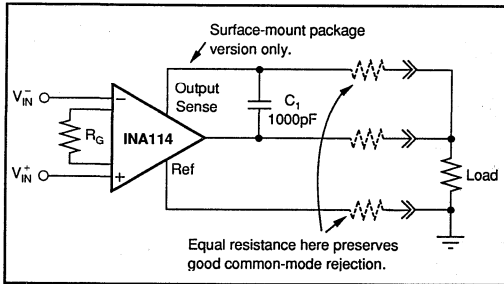 Surface-mount package
version only.
V⁻IN
−
Output
Sense
C1
1000pF
RG
INA114
V⁺IN
+
Ref
Load
Equal resistance here preserves
good common-mode rejection.